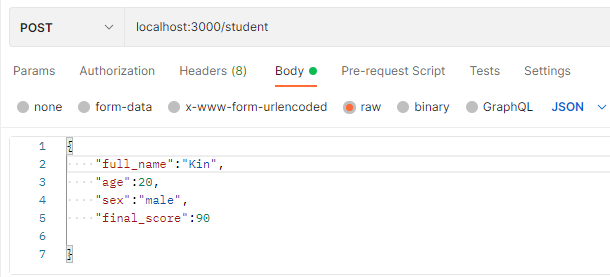 POST localhost:3000/student
Params Authorization Headers (8) Body Pre-request Script Tests Settings
none form-data x-www-form-urlencoded raw binary GraphQL JSON
1 {
2 "full_name":"Kin",
3 "age":20,
4 "sex":"male",
5 "final_score":90
6
7 }